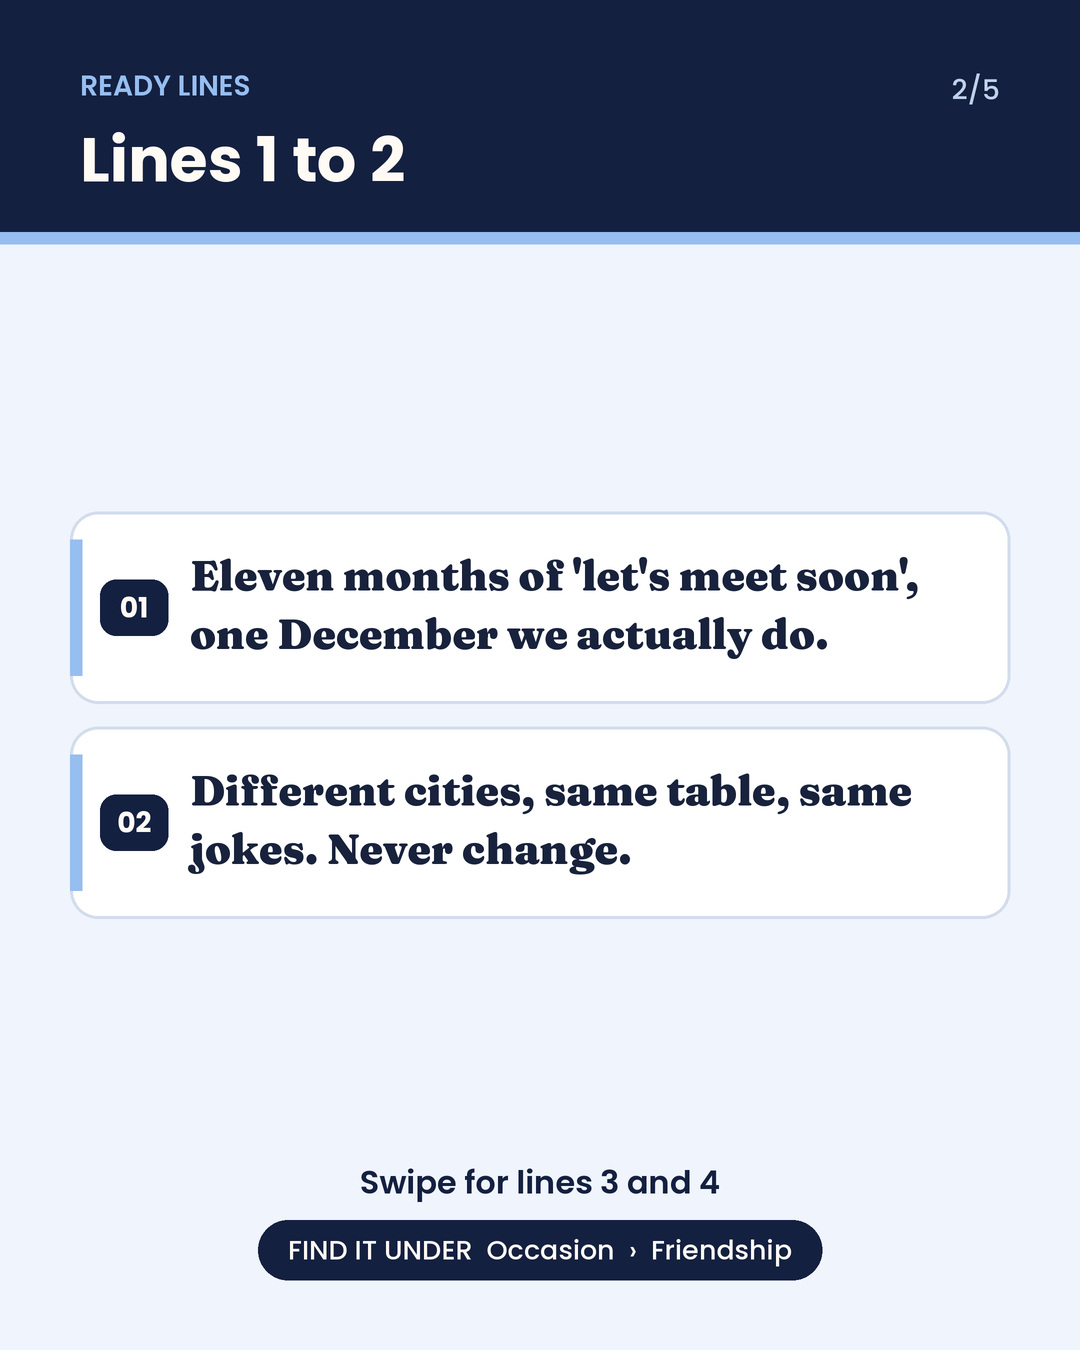 READY LINES
2/5
Lines 1 to 2
01
Eleven months of 'let's meet soon',
one December we actually do.
02
Different cities, same table, same
jokes. Never change.
Swipe for lines 3 and 4
FIND IT UNDER Occasion › Friendship